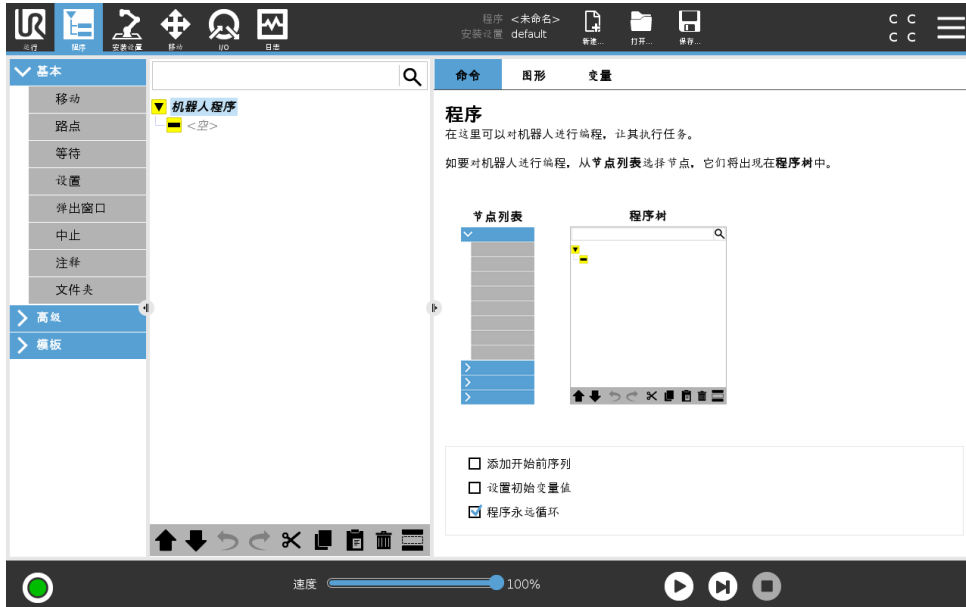 UR
运行
程序
安装设置
移动
I/O
日志
程序 <未命名>
安装设置 default
新建...
打开...
保存...
C C
C C
基本
移动
路点
等待
设置
弹出窗口
中止
注释
文件夹
高级
模板
机器人程序
<空>
命令 图形 变量
程序
在这里可以对机器人进行编程，让其执行任务。
如要对机器人进行编程，从节点列表选择节点，它们将出现在程序树中。
节点列表 程序树
添加开始前序列
设置初始变量值
程序永远循环
速度 100%